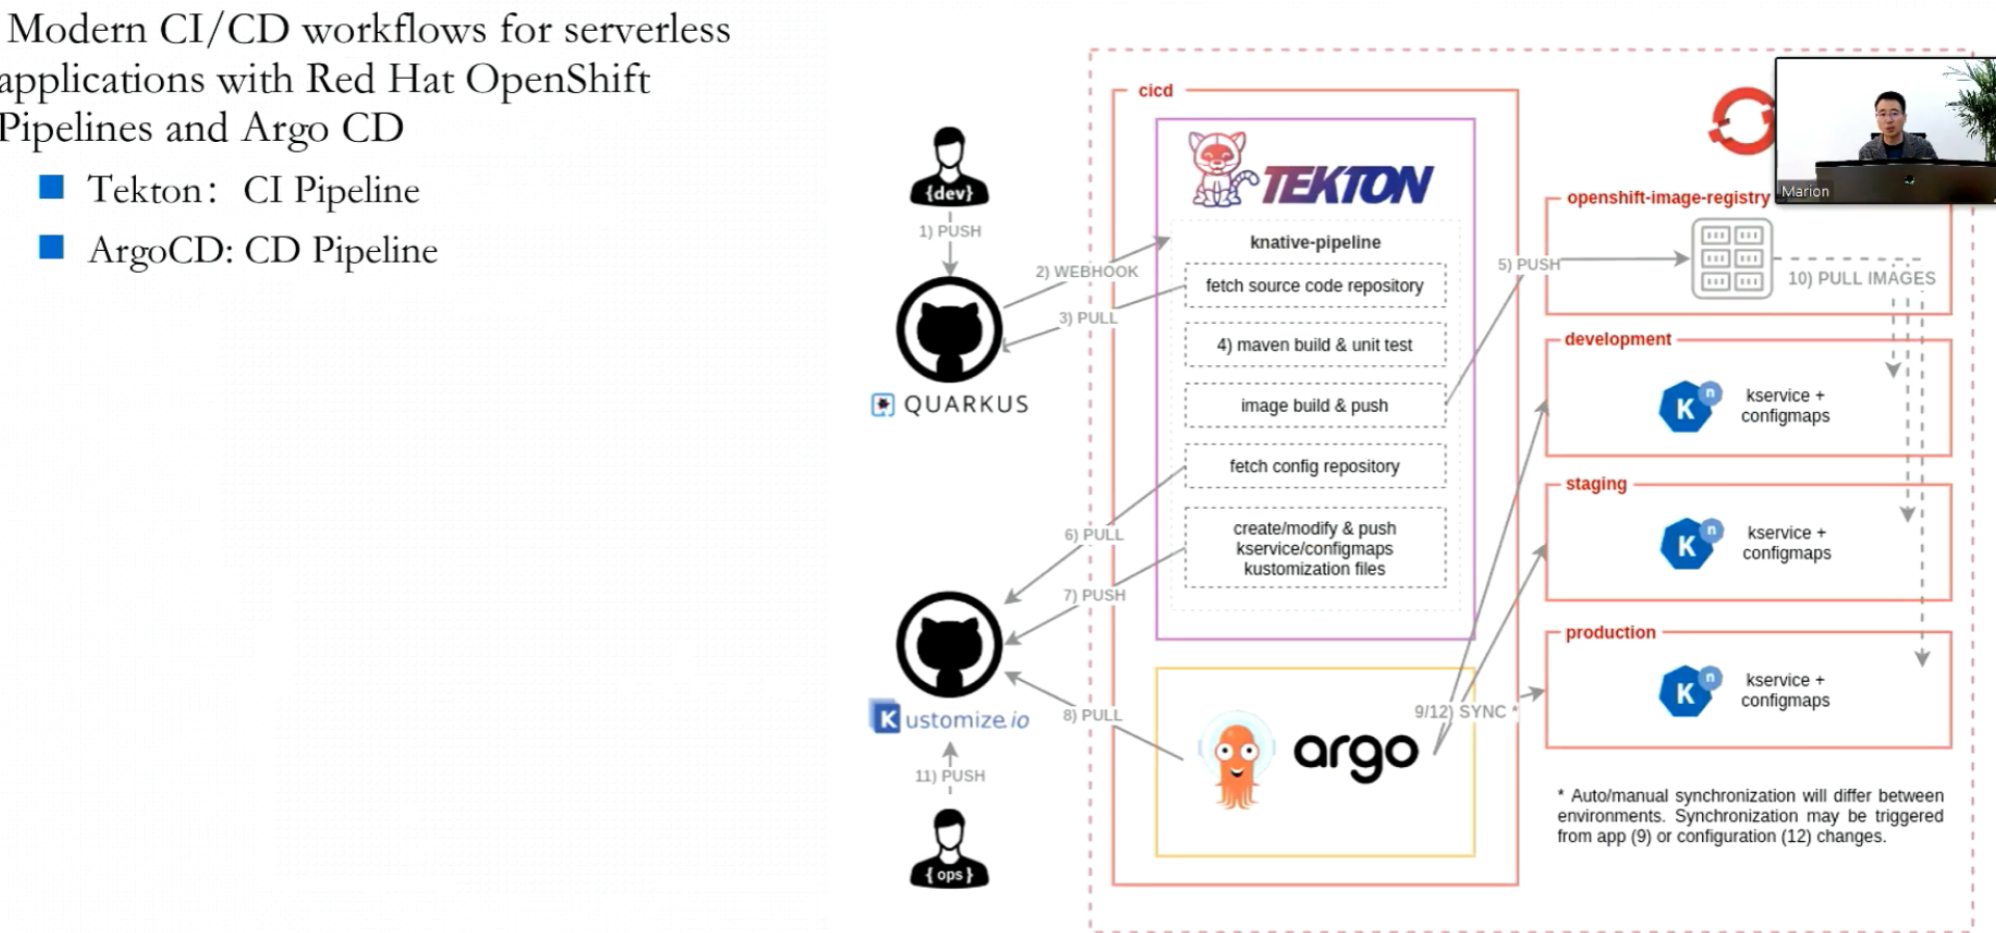 Modern CI/CD workflows for serverless
applications with Red Hat OpenShift
Pipelines and Argo CD
Tekton： CI Pipeline
ArgoCD: CD Pipeline
{dev}
1) PUSH
2) WEBHOOK
3) PULL
QUARKUS
6) PULL
7) PUSH
Kustomize.io
8) PULL
11) PUSH
{ ops }
cicd
TEKTON
knative-pipeline
fetch source code repository
4) maven build & unit test
image build & push
fetch config repository
create/modify & push
kservice/configmaps
kustomization files
argo
9/12) SYNC *
5) PUSH
Marion
openshift-image-registry
10) PULL IMAGES
development
K n
kservice +
configmaps
staging
K n
kservice +
configmaps
production
K n
kservice +
configmaps
* Auto/manual synchronization will differ between
environments. Synchronization may be triggered
from app (9) or configuration (12) changes.